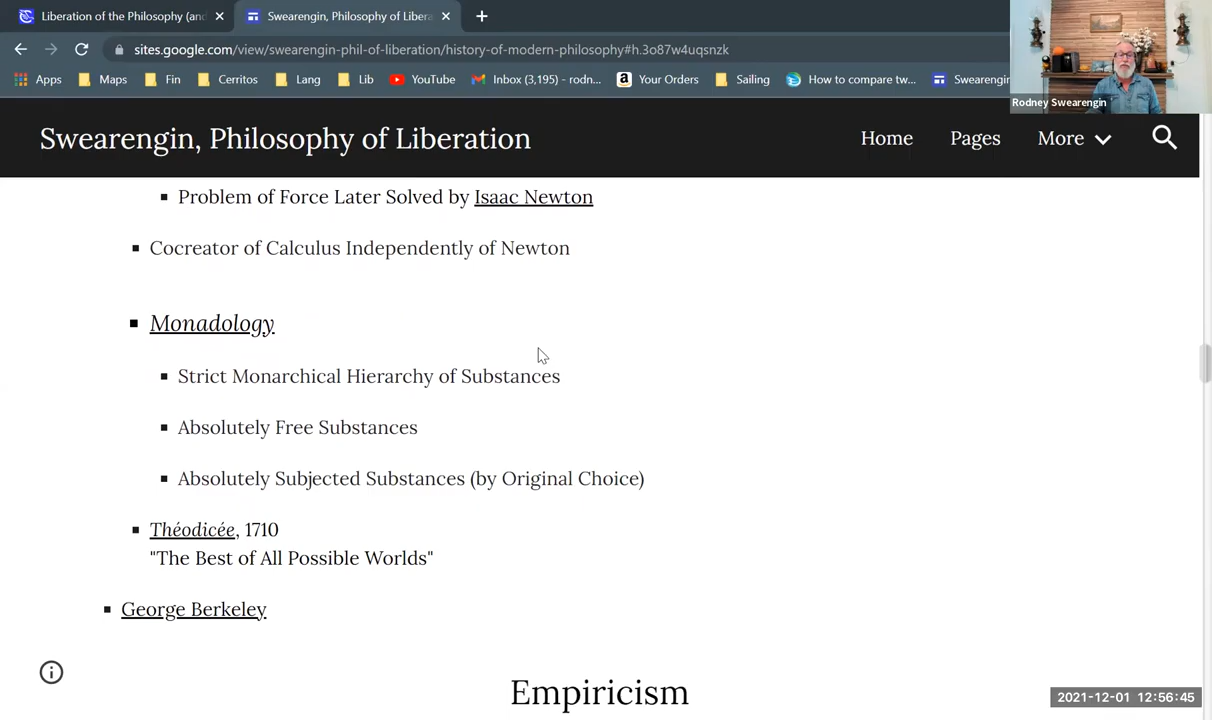 Liberation of the Philosophy (and
Swearengin, Philosophy of Libera
sites.google.com/view/swearengin-phil-of-liberation/history-of-modern-philosophy#h.3o87w4uqsnzk
Apps Maps Fin Cerritos Lang Lib YouTube Inbox (3,195) - rodn... Your Orders Sailing How to compare tw... Swearengin
Rodney Swearengin
Swearengin, Philosophy of Liberation
Home Pages More
Problem of Force Later Solved by Isaac Newton
Cocreator of Calculus Independently of Newton
Monadology
Strict Monarchical Hierarchy of Substances
Absolutely Free Substances
Absolutely Subjected Substances (by Original Choice)
Théodicée, 1710
"The Best of All Possible Worlds"
George Berkeley
Empiricism
2021-12-01 12:56:45